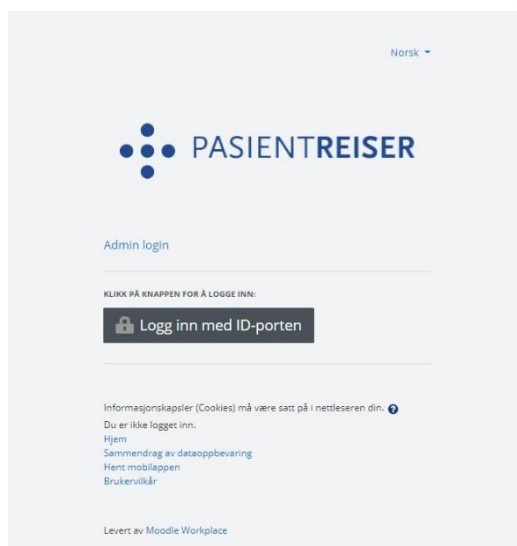 Norsk
PASIENTREISER
Admin login
KLIKK PÅ KNAPPEN FOR Å LOGGE INN:
Logg inn med ID-porten
Informasjonskapsler (Cookies) må være satt på i nettleseren din.
Du er ikke logget inn.
Hjem
Sammendrag av dataoppbevaring
Hent mobilappen
Brukervilkår
Levert av Moodle Workplace